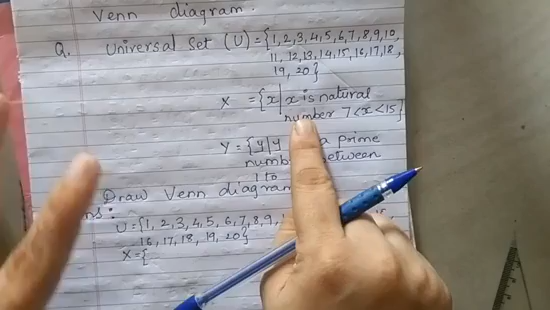 Venn diagram.
Q. Universal Set (U) = {1,2,3,4,5,6,7,8,9,10,
11, 12, 13, 14, 15, 16, 17, 18,
19, 20}
X = {x|x is natural
number 7<x<15}
Y = {y|y a prime
between
1 to
Draw Venn
U = {1, 2, 3, 4, 5, 6, 7, 8, 9,
16, 17, 18, 19, 20}
X = {